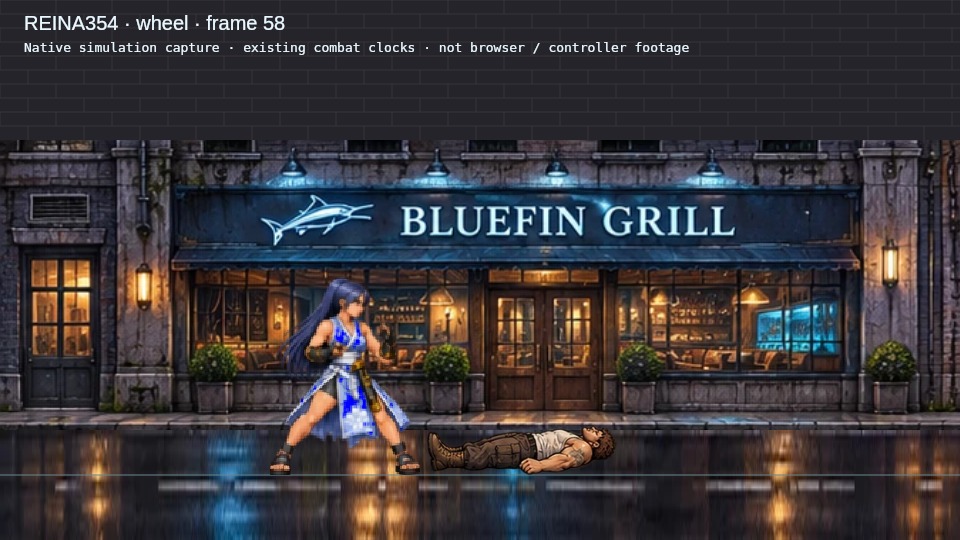 REINA354 · wheel · frame 58
Native simulation capture · existing combat clocks · not browser / controller footage
BLUEFIN GRILL